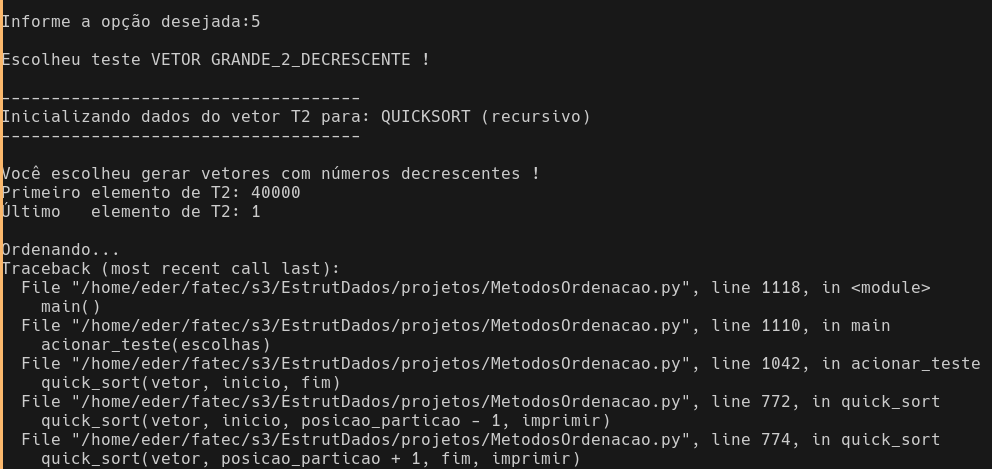 Informe a opção desejada:5
Escolheu teste VETOR GRANDE_2_DECRESCENTE !
------------------------------------
Inicializando dados do vetor T2 para: QUICKSORT (recursivo)
------------------------------------
Você escolheu gerar vetores com números decrescentes !
Primeiro elemento de T2: 40000
Último   elemento de T2: 1
Ordenando...
Traceback (most recent call last):
  File "/home/eder/fatec/s3/EstrutDados/projetos/MetodosOrdenacao.py", line 1118, in <module>
    main()
  File "/home/eder/fatec/s3/EstrutDados/projetos/MetodosOrdenacao.py", line 1110, in main
    acionar_teste(escolhas)
  File "/home/eder/fatec/s3/EstrutDados/projetos/MetodosOrdenacao.py", line 1042, in acionar_teste
    quick_sort(vetor, inicio, fim)
  File "/home/eder/fatec/s3/EstrutDados/projetos/MetodosOrdenacao.py", line 772, in quick_sort
    quick_sort(vetor, inicio, posicao_particao - 1, imprimir)
  File "/home/eder/fatec/s3/EstrutDados/projetos/MetodosOrdenacao.py", line 774, in quick_sort
    quick_sort(vetor, posicao_particao + 1, fim, imprimir)